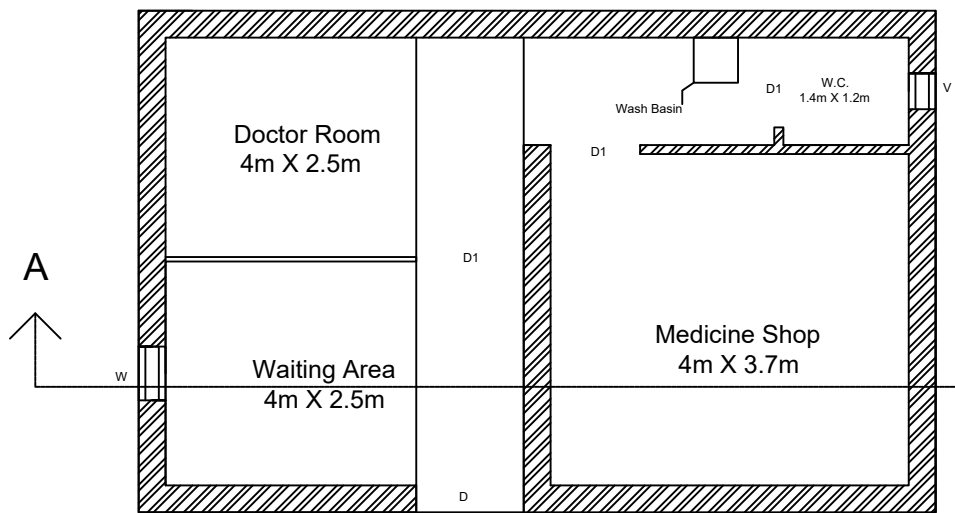 W.C.
D1
1.4m X 1.2m
V
Wash Basin
Doctor Room
4m X 2.5m
D1
D1
A
Medicine Shop
4m X 3.7m
Waiting Area
4m X 2.5m
W
D